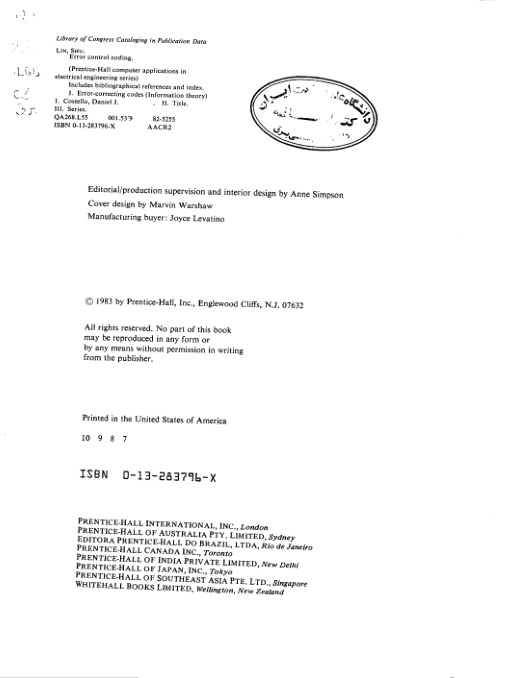 Library of Congress Cataloging in Publication Data
LIN, SHU.
Error control coding.
(Prentice-Hall computer applications in
electrical engineering series)
Includes bibliographical references and index.
1. Error-correcting codes (Information theory)
I. Costello, Daniel J. . II. Title.
III. Series.
QA268.L55 001.53'9 82-5255
ISBN 0-13-283796-X AACR2
Editorial/production supervision and interior design by Anne Simpson
Cover design by Marvin Warshaw
Manufacturing buyer: Joyce Levatino
© 1983 by Prentice-Hall, Inc., Englewood Cliffs, N.J. 07632
All rights reserved. No part of this book
may be reproduced in any form or
by any means without permission in writing
from the publisher.
Printed in the United States of America
10 9 8 7
ISBN 0-13-283796-X
PRENTICE-HALL INTERNATIONAL, INC., London
PRENTICE-HALL OF AUSTRALIA PTY. LIMITED, Sydney
EDITORA PRENTICE-HALL DO BRAZIL, LTDA, Rio de Janeiro
PRENTICE-HALL CANADA INC., Toronto
PRENTICE-HALL OF INDIA PRIVATE LIMITED, New Delhi
PRENTICE-HALL OF JAPAN, INC., Tokyo
PRENTICE-HALL OF SOUTHEAST ASIA PTE. LTD., Singapore
WHITEHALL BOOKS LIMITED, Wellington, New Zealand